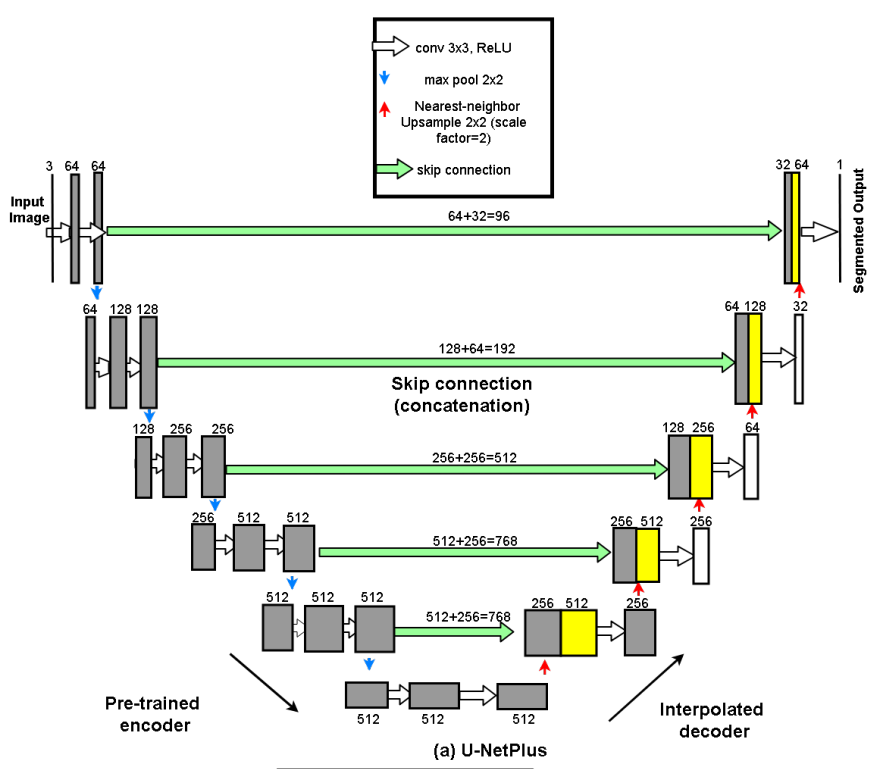 conv 3x3, ReLU
max pool 2x2
Nearest-neighbor
Upsample 2x2 (scale
factor=2)
skip connection
3 64 64
32 64 1
Input
Image
64+32=96
Segmented Output
64 128 128
64 128 32
128+64=192
Skip connection
(concatenation)
128 256 256
128 256 64
256+256=512
256 512 512
256 512 256
512+256=768
512 512 512
256 512 256
512+256=768
512 512 512
Pre-trained
encoder
Interpolated
decoder
(a) U-NetPlus